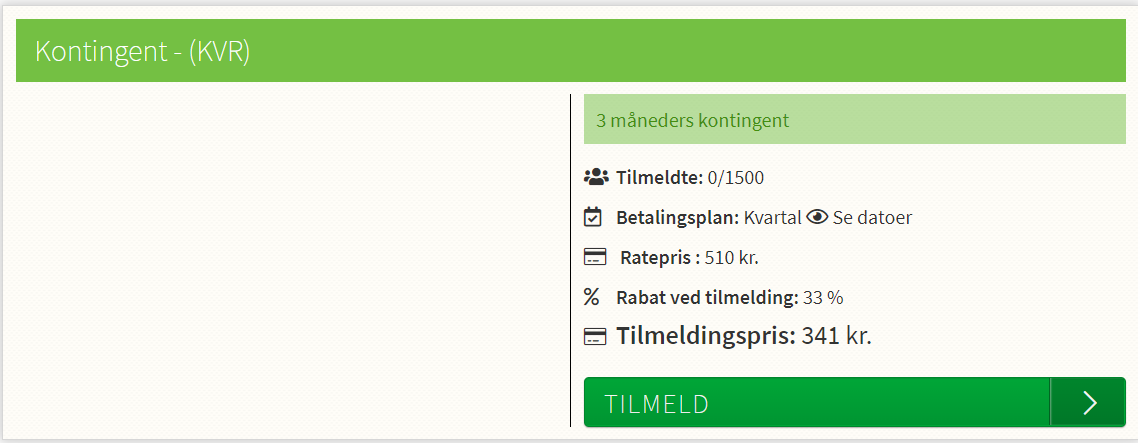 Kontingent - (KVR)
3 måneders kontingent
Tilmeldte: 0/1500
Betalingsplan: Kvartal Se datoer
Ratepris : 510 kr.
% Rabat ved tilmelding: 33 %
Tilmeldingspris: 341 kr.
TILMELD